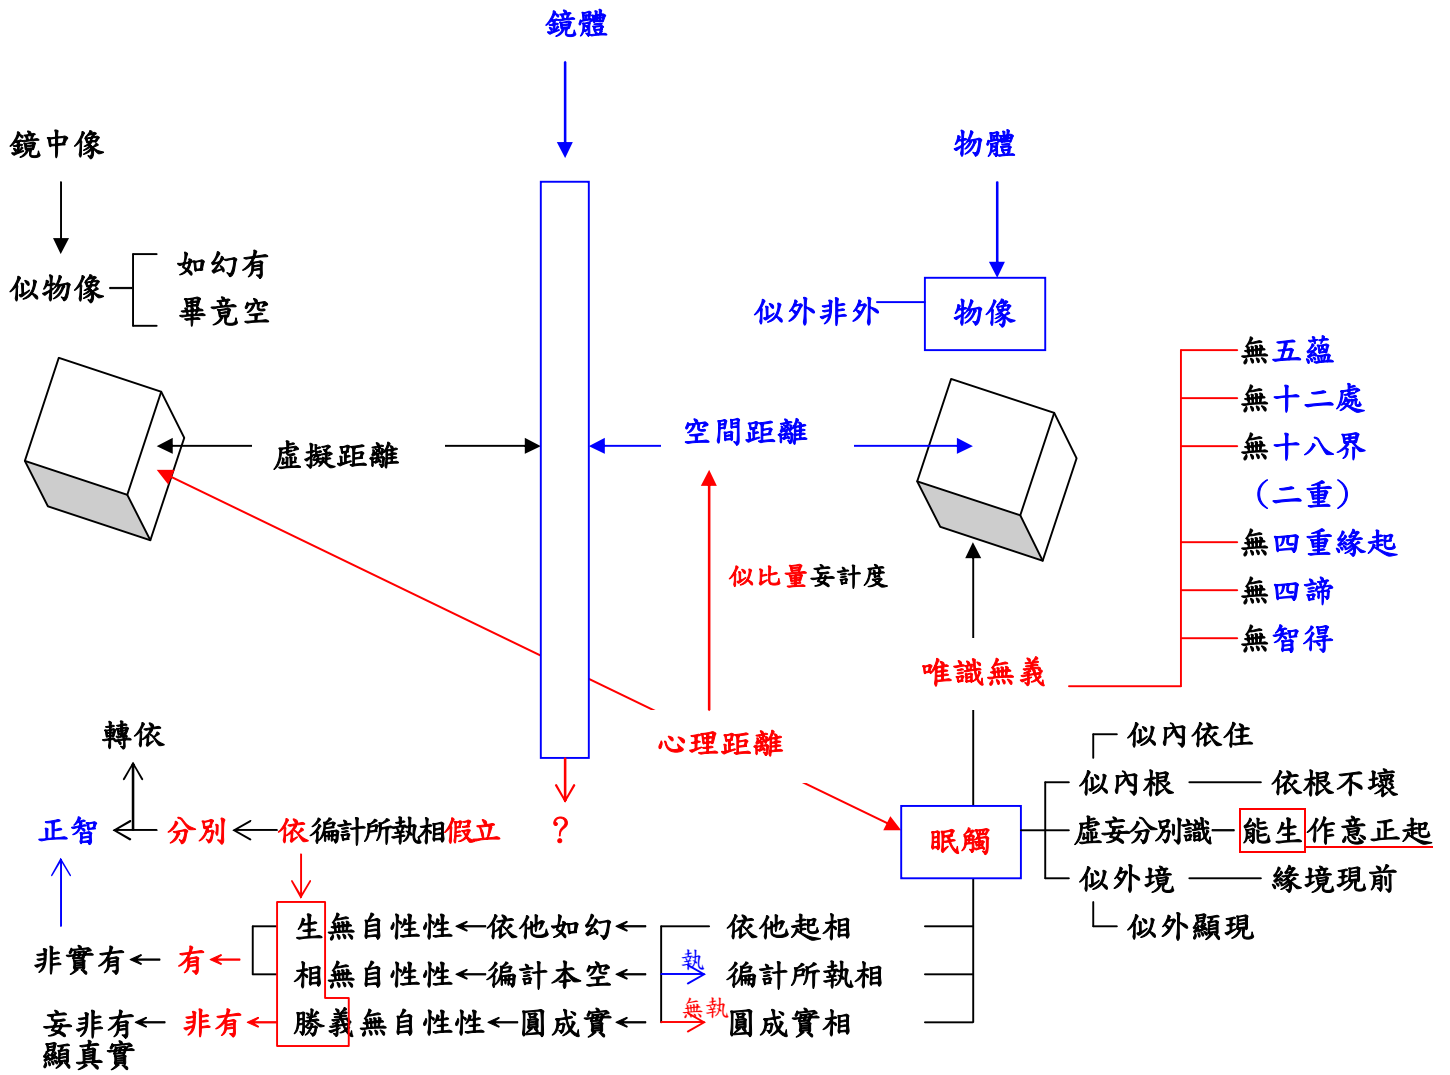 鏡體
鏡中像
物體
似物像
如幻有
畢竟空
似外非外
物像
無五蘊
無十二處
無十八界
（二重）
無四重緣起
無四諦
無智得
虛擬距離
空間距離
似比量妄計度
唯識無義
心理距離
轉依
似內依住
似內根
依根不壞
正智
分別
依徧計所執相假立
？
眠觸
虛妄分別識
能生作意正起
似外境
緣境現前
似外顯現
非實有
有
生無自性性
依他如幻
依他起相
相無自性性
徧計本空
執
徧計所執相
妄非有
顯真實
非有
勝義無自性性
圓成實
無執
圓成實相